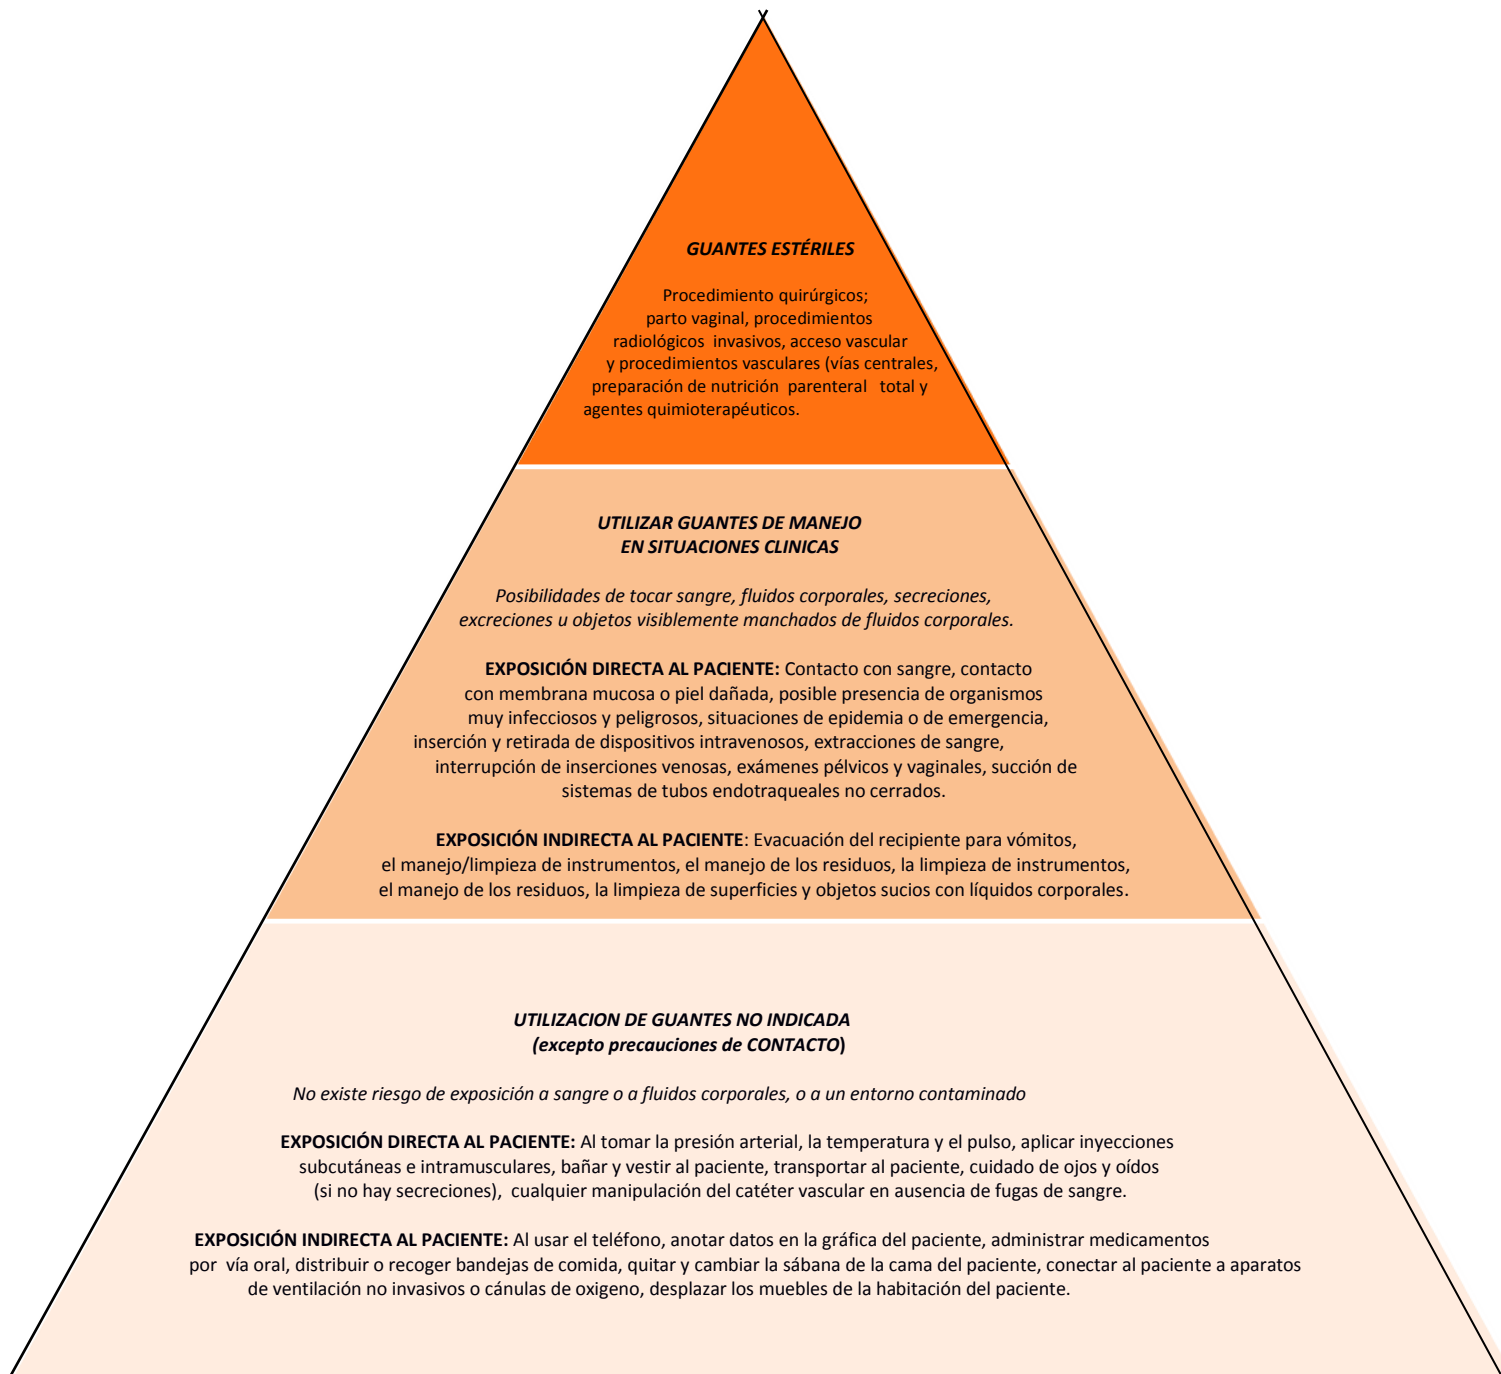 GUANTES ESTÉRILES
Procedimiento quirúrgicos;
parto vaginal, procedimientos
radiológicos invasivos, acceso vascular
y procedimientos vasculares (vías centrales,
preparación de nutrición parenteral total y
agentes quimioterapéuticos.
UTILIZAR GUANTES DE MANEJO
EN SITUACIONES CLINICAS
Posibilidades de tocar sangre, fluidos corporales, secreciones,
excreciones u objetos visiblemente manchados de fluidos corporales.
EXPOSICIÓN DIRECTA AL PACIENTE: Contacto con sangre, contacto
con membrana mucosa o piel dañada, posible presencia de organismos
muy infecciosos y peligrosos, situaciones de epidemia o de emergencia,
inserción y retirada de dispositivos intravenosos, extracciones de sangre,
interrupción de inserciones venosas, exámenes pélvicos y vaginales, succión de
sistemas de tubos endotraqueales no cerrados.
EXPOSICIÓN INDIRECTA AL PACIENTE: Evacuación del recipiente para vómitos,
el manejo/limpieza de instrumentos, el manejo de los residuos, la limpieza de instrumentos,
el manejo de los residuos, la limpieza de superficies y objetos sucios con líquidos corporales.
UTILIZACION DE GUANTES NO INDICADA
(excepto precauciones de CONTACTO)
No existe riesgo de exposición a sangre o a fluidos corporales, o a un entorno contaminado
EXPOSICIÓN DIRECTA AL PACIENTE: Al tomar la presión arterial, la temperatura y el pulso, aplicar inyecciones
subcutáneas e intramusculares, bañar y vestir al paciente, transportar al paciente, cuidado de ojos y oídos
(si no hay secreciones), cualquier manipulación del catéter vascular en ausencia de fugas de sangre.
EXPOSICIÓN INDIRECTA AL PACIENTE: Al usar el teléfono, anotar datos en la gráfica del paciente, administrar medicamentos
por vía oral, distribuir o recoger bandejas de comida, quitar y cambiar la sábana de la cama del paciente, conectar al paciente a aparatos
de ventilación no invasivos o cánulas de oxigeno, desplazar los muebles de la habitación del paciente.